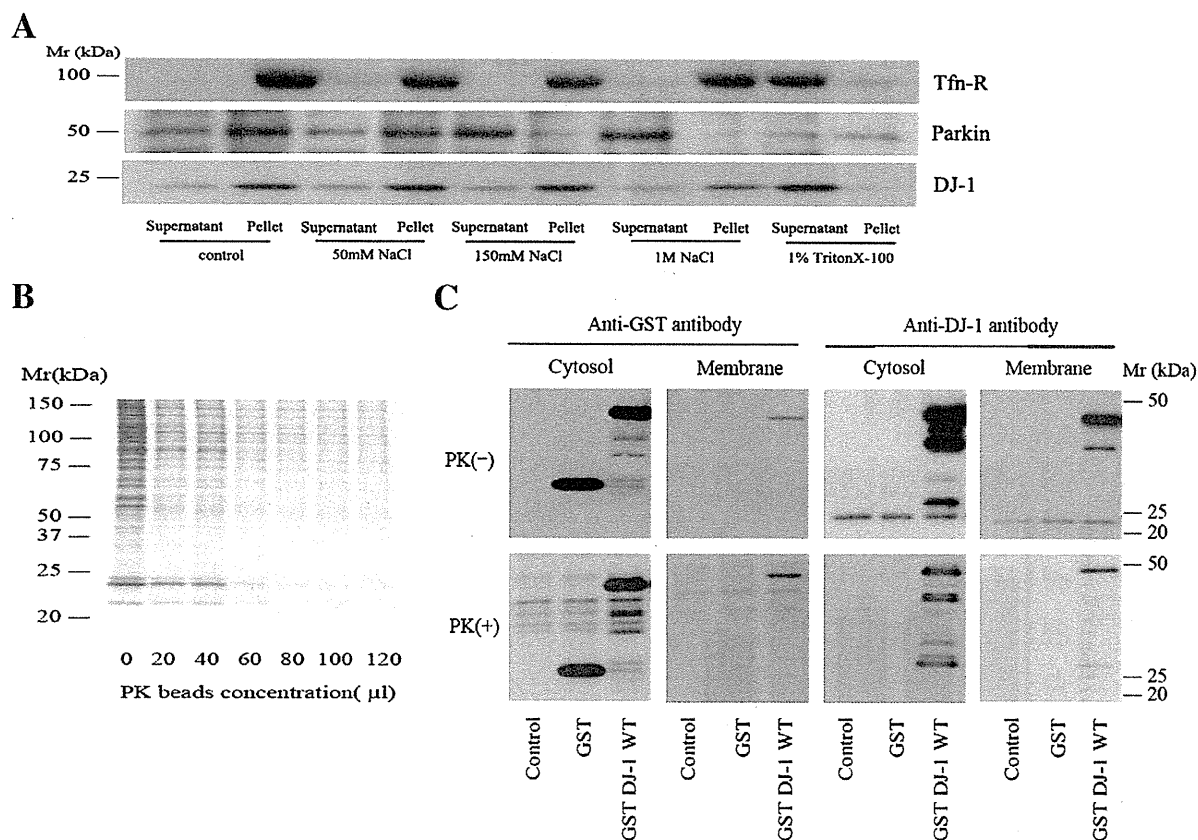 A
Mr (kDa)
100
Tfn-R
50
Parkin
25
DJ-1
Supernatant Pellet Supernatant Pellet Supernatant Pellet Supernatant Pellet Supernatant Pellet
control 50mM NaCl 150mM NaCl 1M NaCl 1% TritonX-100
B
Mr(kDa)
150
100
75
50
37
25
20
0 20 40 60 80 100 120
PK beads concentration( μl)
C
Anti-GST antibody Anti-DJ-1 antibody
Cytosol Membrane Cytosol Membrane Mr (kDa)
50
PK(−)
25
20
50
PK(+)
25
20
Control GST GST DJ-1 WT Control GST GST DJ-1 WT Control GST GST DJ-1 WT Control GST GST DJ-1 WT